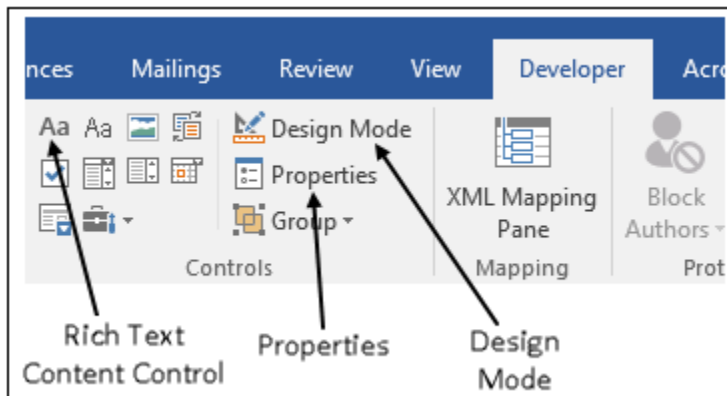 nces Mailings Review View Developer Acro
Aa Aa Design Mode
Properties
Group
XML Mapping
Pane
Block
Authors
Controls Mapping Prot
Rich Text
Content Control
Properties
Design
Mode